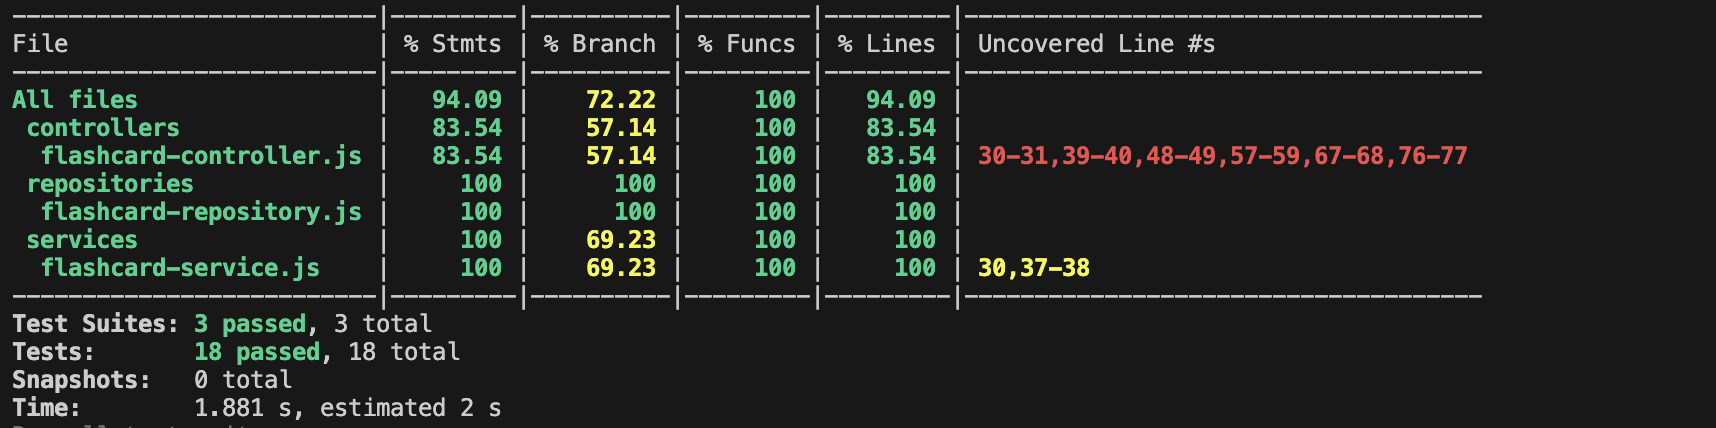 File | % Stmts | % Branch | % Funcs | % Lines | Uncovered Line #s
All files | 94.09 | 72.22 | 100 | 94.09 |
controllers | 83.54 | 57.14 | 100 | 83.54 |
flashcard-controller.js | 83.54 | 57.14 | 100 | 83.54 | 30-31,39-40,48-49,57-59,67-68,76-77
repositories | 100 | 100 | 100 | 100 |
flashcard-repository.js | 100 | 100 | 100 | 100 |
services | 100 | 69.23 | 100 | 100 |
flashcard-service.js | 100 | 69.23 | 100 | 100 | 30,37-38
Test Suites: 3 passed, 3 total
Tests: 18 passed, 18 total
Snapshots: 0 total
Time: 1.881 s, estimated 2 s